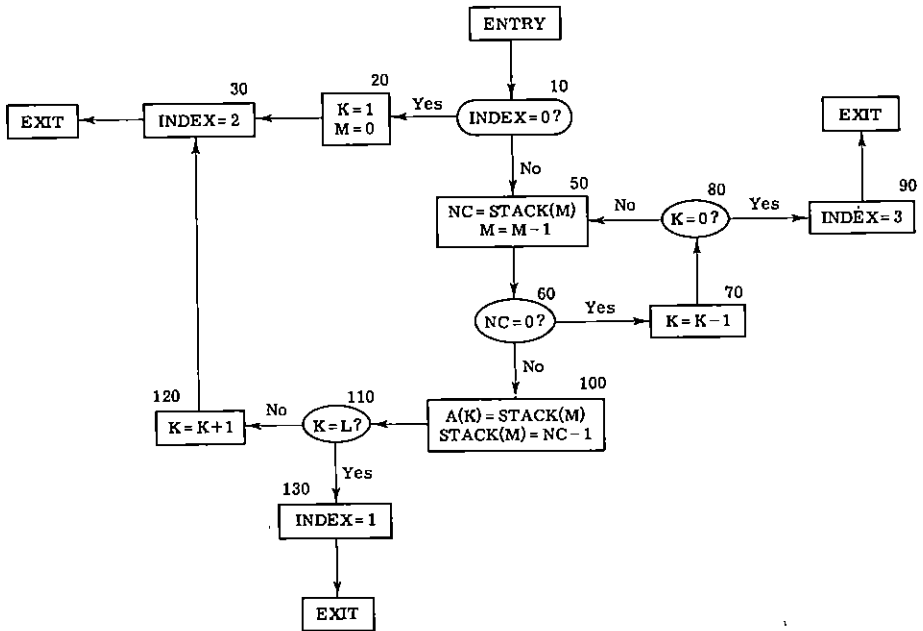 ENTRY
30
20
10
EXIT
INDEX=2
K=1
M=0
Yes
INDEX=0?
EXIT
No
50
80
90
NC=STACK(M)
M=M-1
No
K=0?
Yes
INDEX=3
60
70
NC=0?
Yes
K=K-1
No
100
120
110
K=K+1
No
K=L?
A(K)=STACK(M)
STACK(M)=NC-1
Yes
130
INDEX=1
EXIT